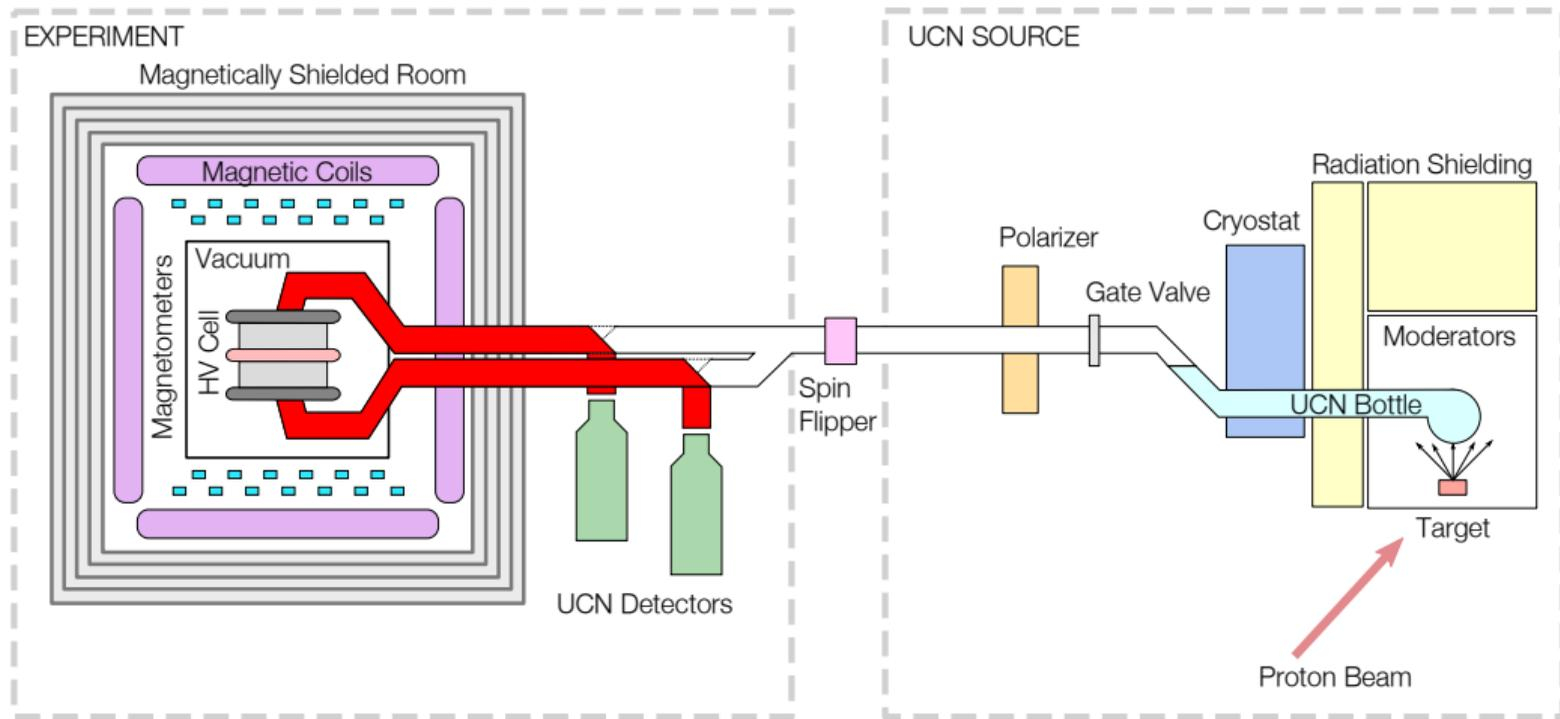 EXPERIMENT
Magnetically Shielded Room
Magnetic Coils
Magnetometers
Vacuum
HV Cell
UCN Detectors
Spin
Flipper
UCN SOURCE
Polarizer
Gate Valve
Cryostat
Radiation Shielding
Moderators
UCN Bottle
Target
Proton Beam